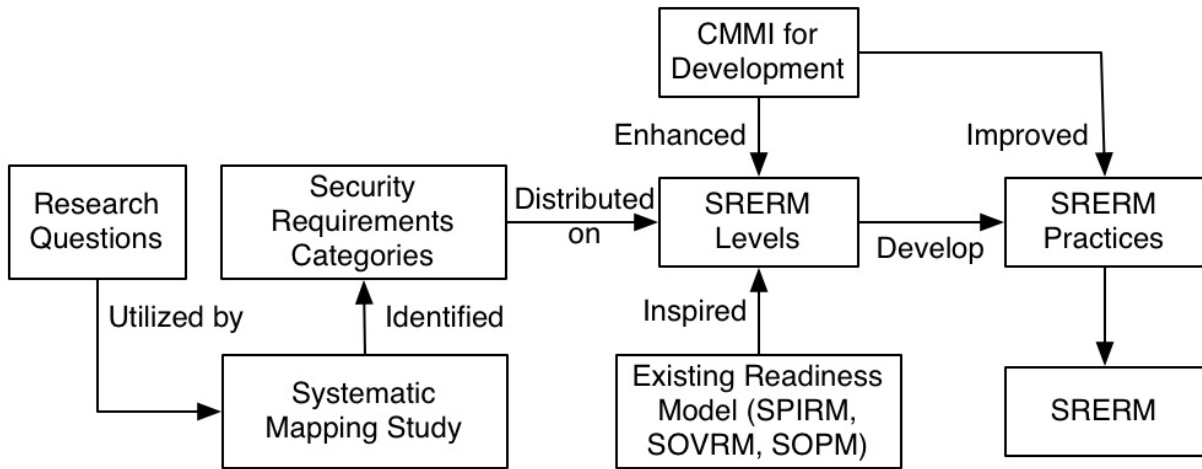 CMMI for
Development
Enhanced
Improved
Research
Questions
Security
Requirements
Categories
Distributed
on
SRERM
Levels
Develop
SRERM
Practices
Utilized by
Identified
Inspired
Systematic
Mapping Study
Existing Readiness
Model (SPIRM,
SOVRM, SOPM)
SRERM